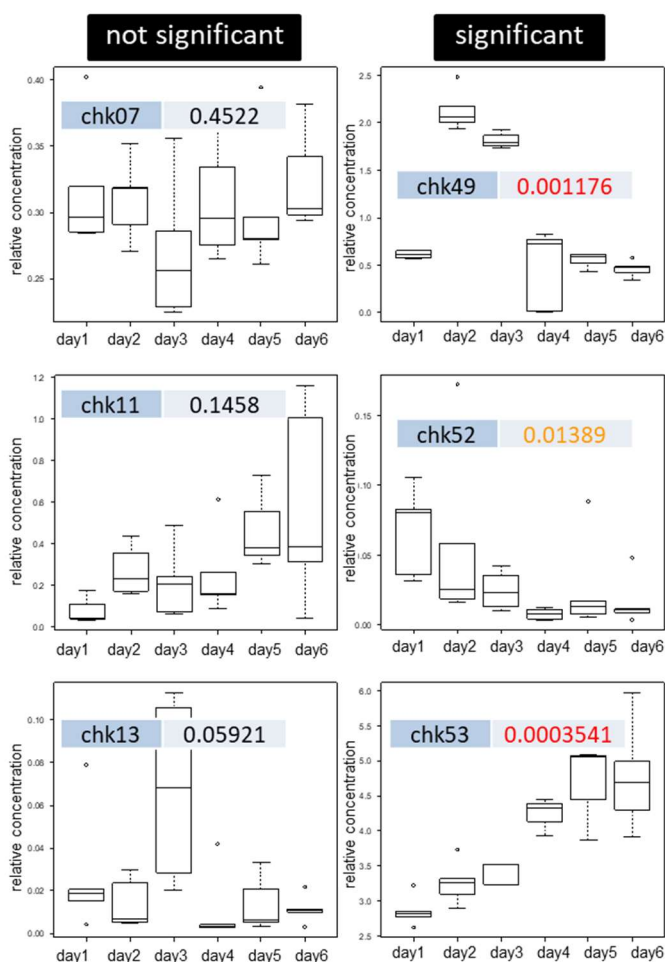 not significant
significant
relative concentration
0.40
0.35
0.30
0.25
chk07 0.4522
day1 day2 day3 day4 day5 day6
relative concentration
2.5
2.0
1.5
1.0
0.5
0.0
chk49 0.001176
day1 day2 day3 day4 day5 day6
relative concentration
1.2
1.0
0.8
0.6
0.4
0.2
0.0
chk11 0.1458
day1 day2 day3 day4 day5 day6
relative concentration
0.15
.10
0.05
0.00
chk52 0.01389
day1 day2 day3 day4 day5 day6
relative concentration
0.10
0.08
0.06
0.04
0.02
0.00
chk13 0.05921
day1 day2 day3 day4 day5 day6
relative concentration
6.0
5.5
5.0
4.5
4.0
3.5
3.0
2.5
chk53 0.0003541
day1 day2 day3 day4 day5 day6